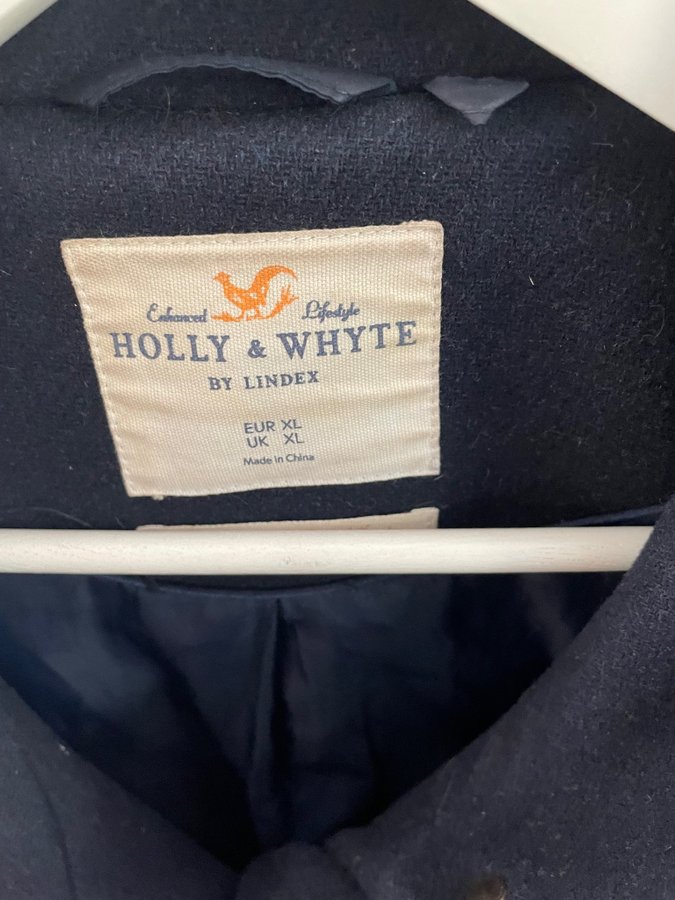 Enhanced Lifestyle
HOLLY & WHYTE
BY LINDEX
EUR XL
UK XL
Made in China